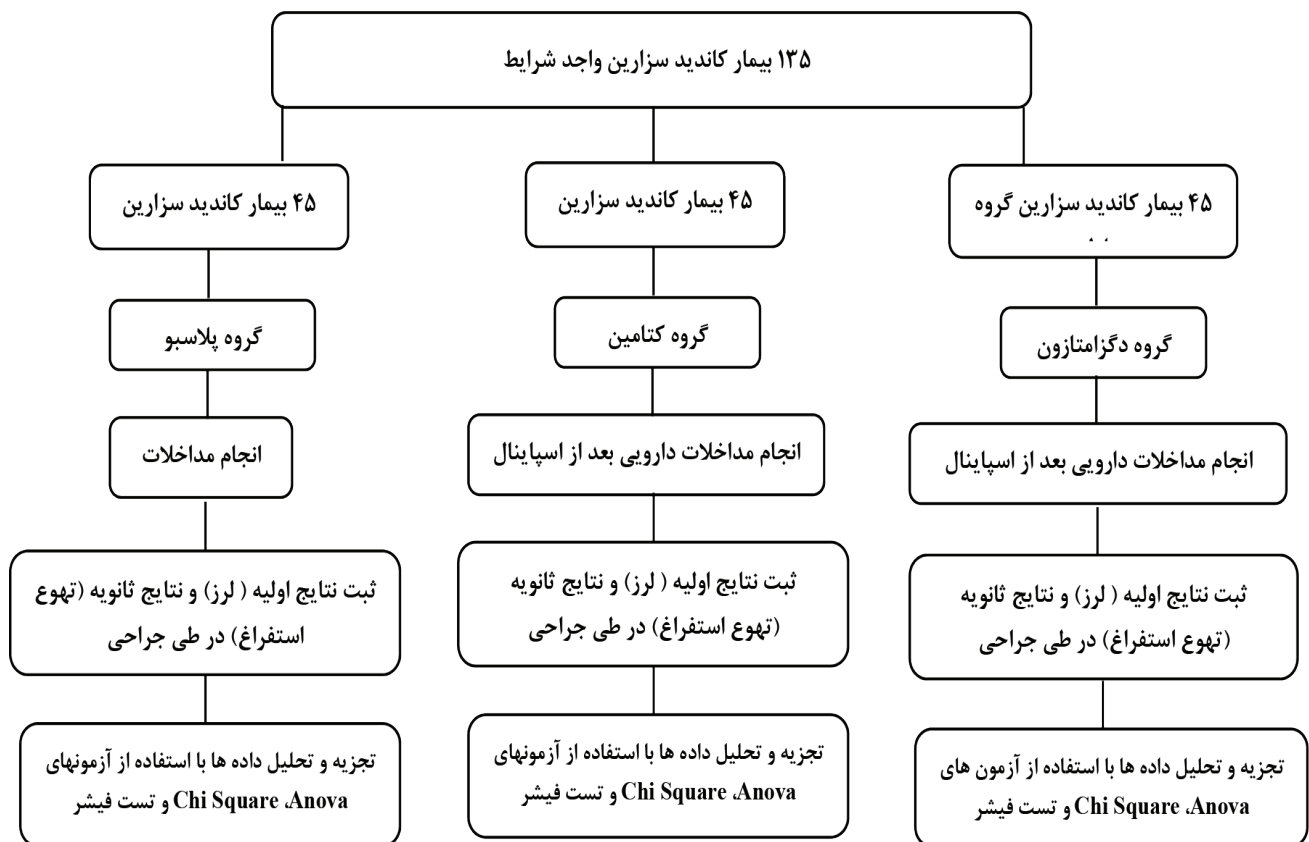 ۱۳۵ بیمار کاندید سزارین واجد شرایط
۴۵ بیمار کاندید سزارین گروه
۴۵ بیمار کاندید سزارین
۴۵ بیمار کاندید سزارین
گروه دگزامتازون
گروه کتامین
گروه پلاسبو
انجام مداخلات دارویی بعد از اسپاینال
انجام مداخلات دارویی بعد از اسپاینال
انجام مداخلات
ثبت نتایج اولیه ( لرز) و نتایج ثانویه
(تهوع استفراغ) در طی جراحی
ثبت نتایج اولیه ( لرز) و نتایج ثانویه
(تهوع استفراغ) در طی جراحی
ثبت نتایج اولیه ( لرز) و نتایج ثانویه (تهوع
استفراغ) در طی جراحی
تجزیه و تحلیل داده ها با استفاده از آزمون های
Chi Square ،Anova و تست فیشر
تجزیه و تحلیل داده ها با استفاده از آزمونهای
Chi Square ،Anova و تست فیشر
تجزیه و تحلیل داده ها با استفاده از آزمونهای
Chi Square ،Anova و تست فیشر